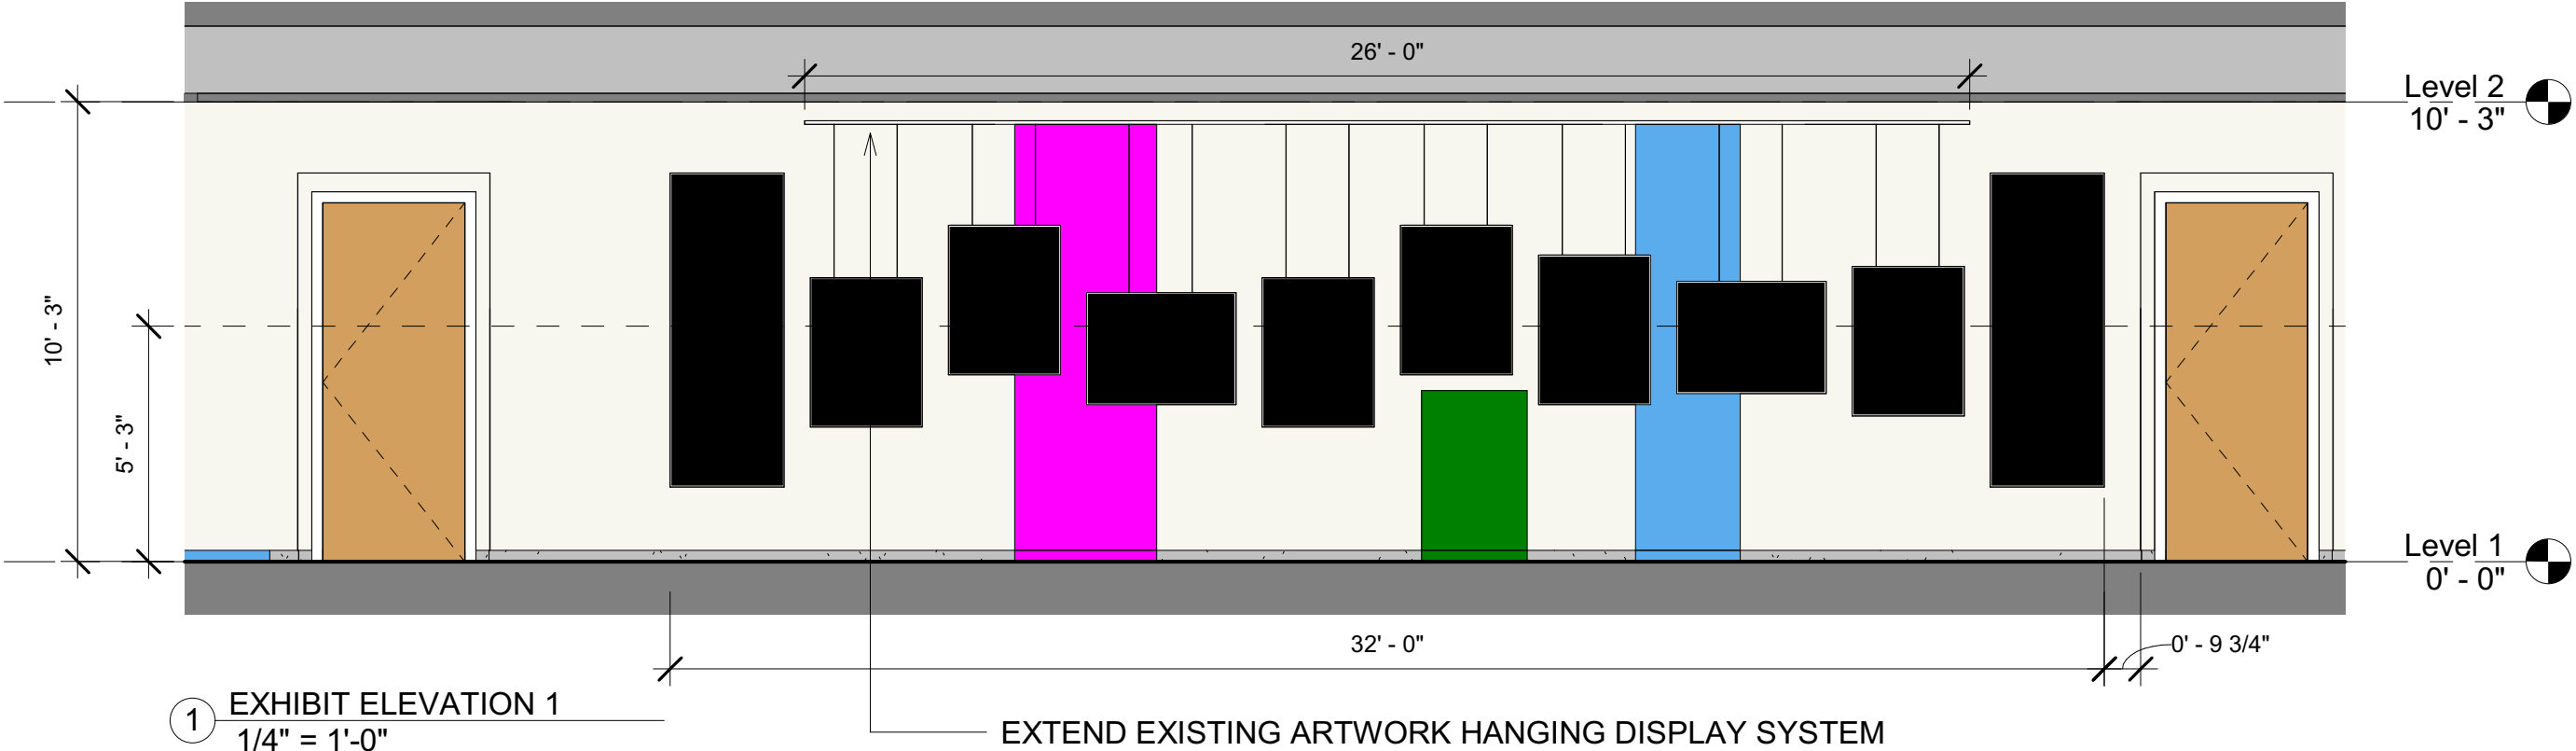 26' - 0"
Level 2
10' - 3"
10' - 3"
5' - 3"
Level 1
0' - 0"
32' - 0"
0' - 9 3/4"
1 EXHIBIT ELEVATION 1
1/4" = 1'-0"
EXTEND EXISTING ARTWORK HANGING DISPLAY SYSTEM